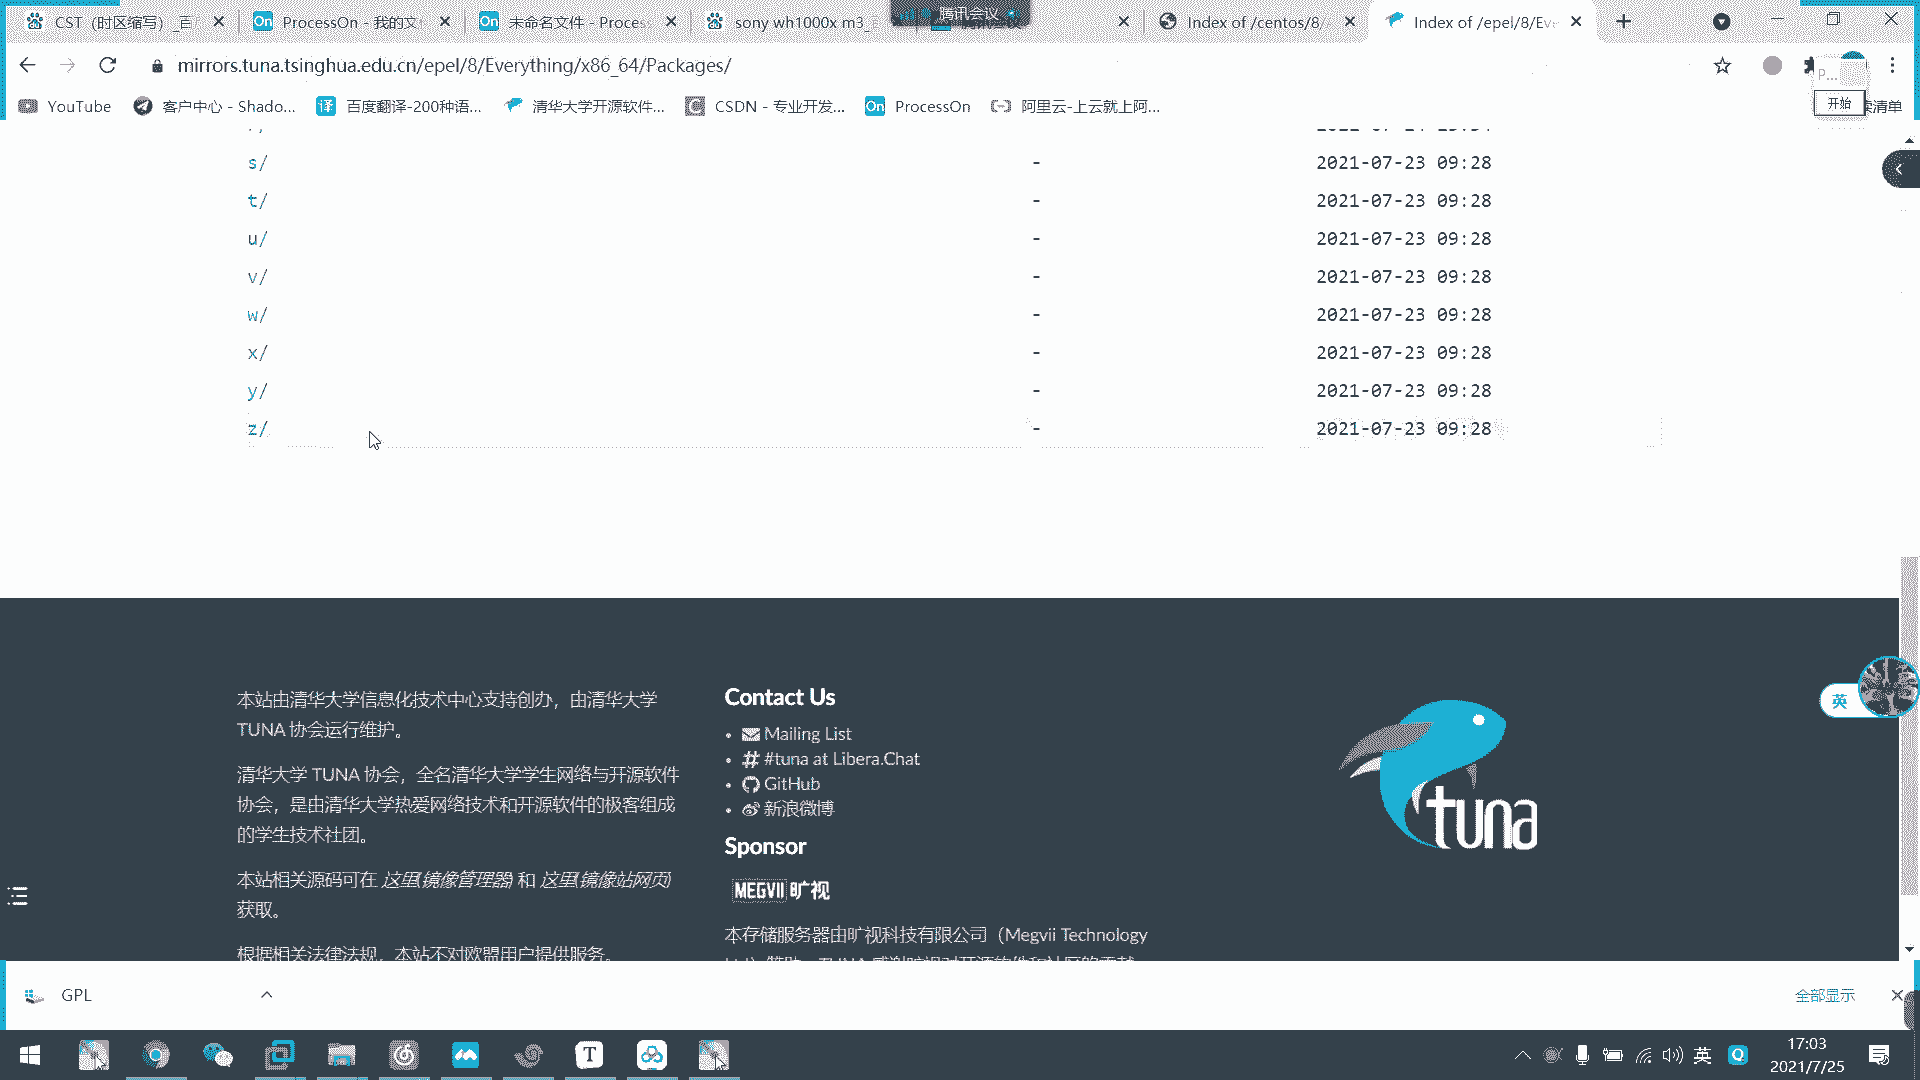 CST（时区缩写）_百
ProcessOn - 我的文
未命名文件 - Process
sony wh1000x m3_
腾讯会议
Index of /centos/8/
Index of /epel/8/Eve
mirrors.tuna.tsinghua.edu.cn/epel/8/Everything/x86_64/Packages/
P...
YouTube
客户中心 - Shado...
百度翻译-200种语...
清华大学开源软件...
CSDN - 专业开发...
ProcessOn
阿里云-上云就上阿...
开始
清单
s/ - 2021-07-23 09:28
t/ - 2021-07-23 09:28
u/ - 2021-07-23 09:28
v/ - 2021-07-23 09:28
w/ - 2021-07-23 09:28
x/ - 2021-07-23 09:28
y/ - 2021-07-23 09:28
z/ - 2021-07-23 09:28
本站由清华大学信息化技术中心支持创办，由清华大学
TUNA 协会运行维护。
清华大学 TUNA 协会，全名清华大学学生网络与开源软件
协会，是由清华大学热爱网络技术和开源软件的极客组成
的学生技术社团。
本站相关源码可在 这里(镜像管理器) 和 这里(镜像站网页)
获取。
根据相关法律法规，本站不对欧盟用户提供服务。
Contact Us
Mailing List
#tuna at Libera.Chat
GitHub
新浪微博
Sponsor
MEGVII 旷视
本存储服务器由旷视科技有限公司（Megvii Technology
tuna
英
GPL
全部显示
T
英
Q
17:03
2021/7/25